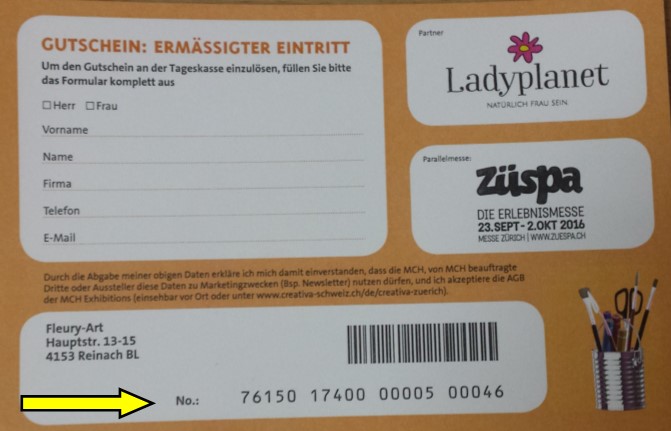 GUTSCHEIN: ERMÄSSIGTER EINTRITT
Um den Gutschein an der Tageskasse einzulösen, füllen Sie bitte
das Formular komplett aus
Herr Frau
Vorname
Name
Firma
Telefon
E-Mail
Partner
Ladyplanet
NATÜRLICH FRAU SEIN.
Parallelmesse:
züspa
DIE ERLEBNISMESSE
23.SEPT - 2.OKT 2016
MESSE ZÜRICH | WWW.ZUESPA.CH
Durch die Abgabe meiner obigen Daten erkläre ich mich damit einverstanden, dass die MCH, von MCH beauftragte
Dritte oder Aussteller diese Daten zu Marketingzwecken (Bsp. Newsletter) nutzen dürfen, und ich akzeptiere die AGB
der MCH Exhibitions (einsehbar vor Ort oder unter www.creativa-schweiz.ch/de/creativa-zuerich).
Fleury-Art
Hauptstr. 13-15
4153 Reinach BL
No.: 76150 17400 00005 00046